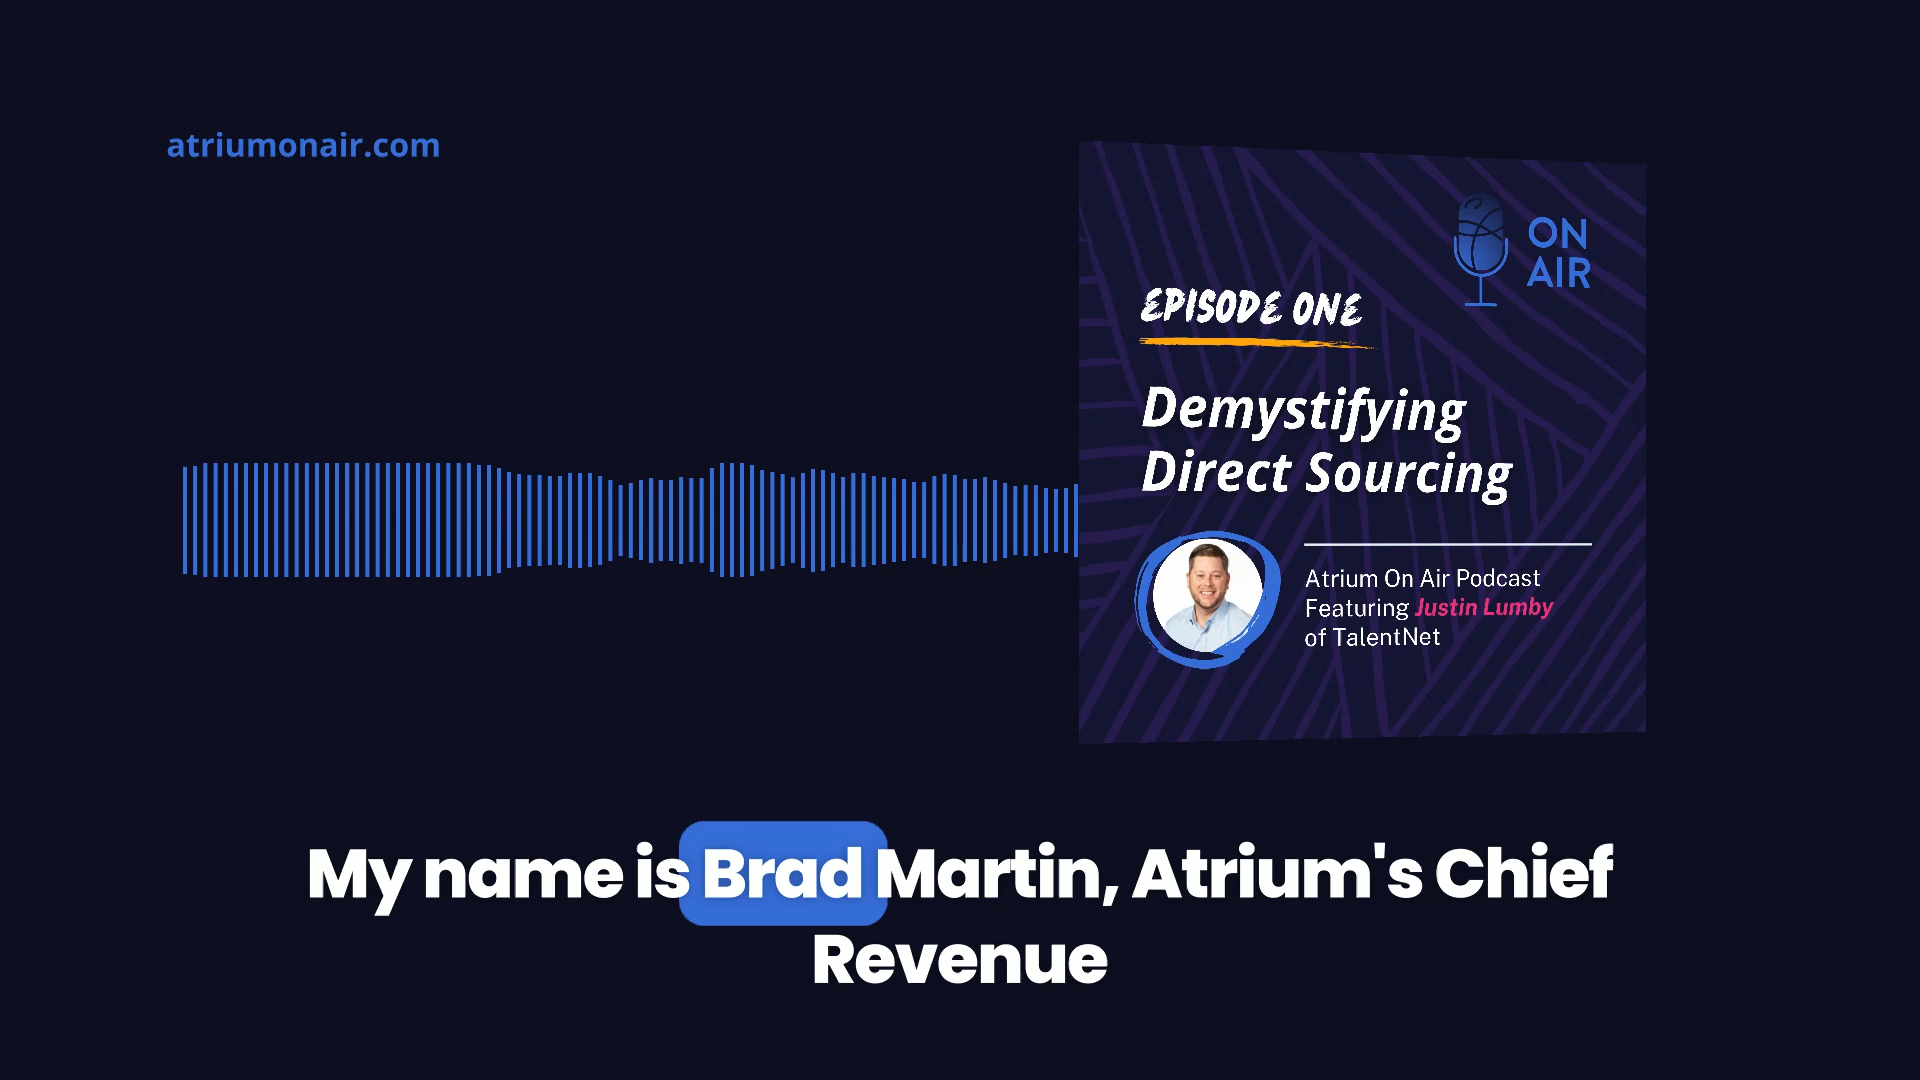 atriumonair.com
ON
AIR
EPISODE ONE
Demystifying
Direct Sourcing
Atrium On Air Podcast
Featuring Justin Lumby
of TalentNet
My name is Brad Martin, Atrium's Chief
Revenue